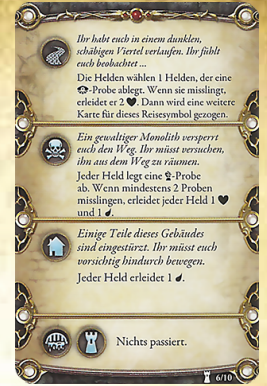 Ihr habt euch in einem dunklen,
schäbigen Viertel verlaufen. Ihr fühlt
euch beobachtet ...
Die Helden wählen 1 Helden, der eine
-Probe ablegt. Wenn sie misslingt,
erleidet er 2 . Dann wird eine weitere
Karte für dieses Reisesymbol gezogen.
Ein gewaltiger Monolith versperrt
euch den Weg. Ihr müsst versuchen,
ihn aus dem Weg zu räumen.
Jeder Held legt eine -Probe
ab. Wenn mindestens 2 Proben
misslingen, erleidet jeder Held 1
und 1 .
Einige Teile dieses Gebäudes
sind eingestürzt. Ihr müsst euch
vorsichtig hindurch bewegen.
Jeder Held erleidet 1 .
Nichts passiert.
6/10